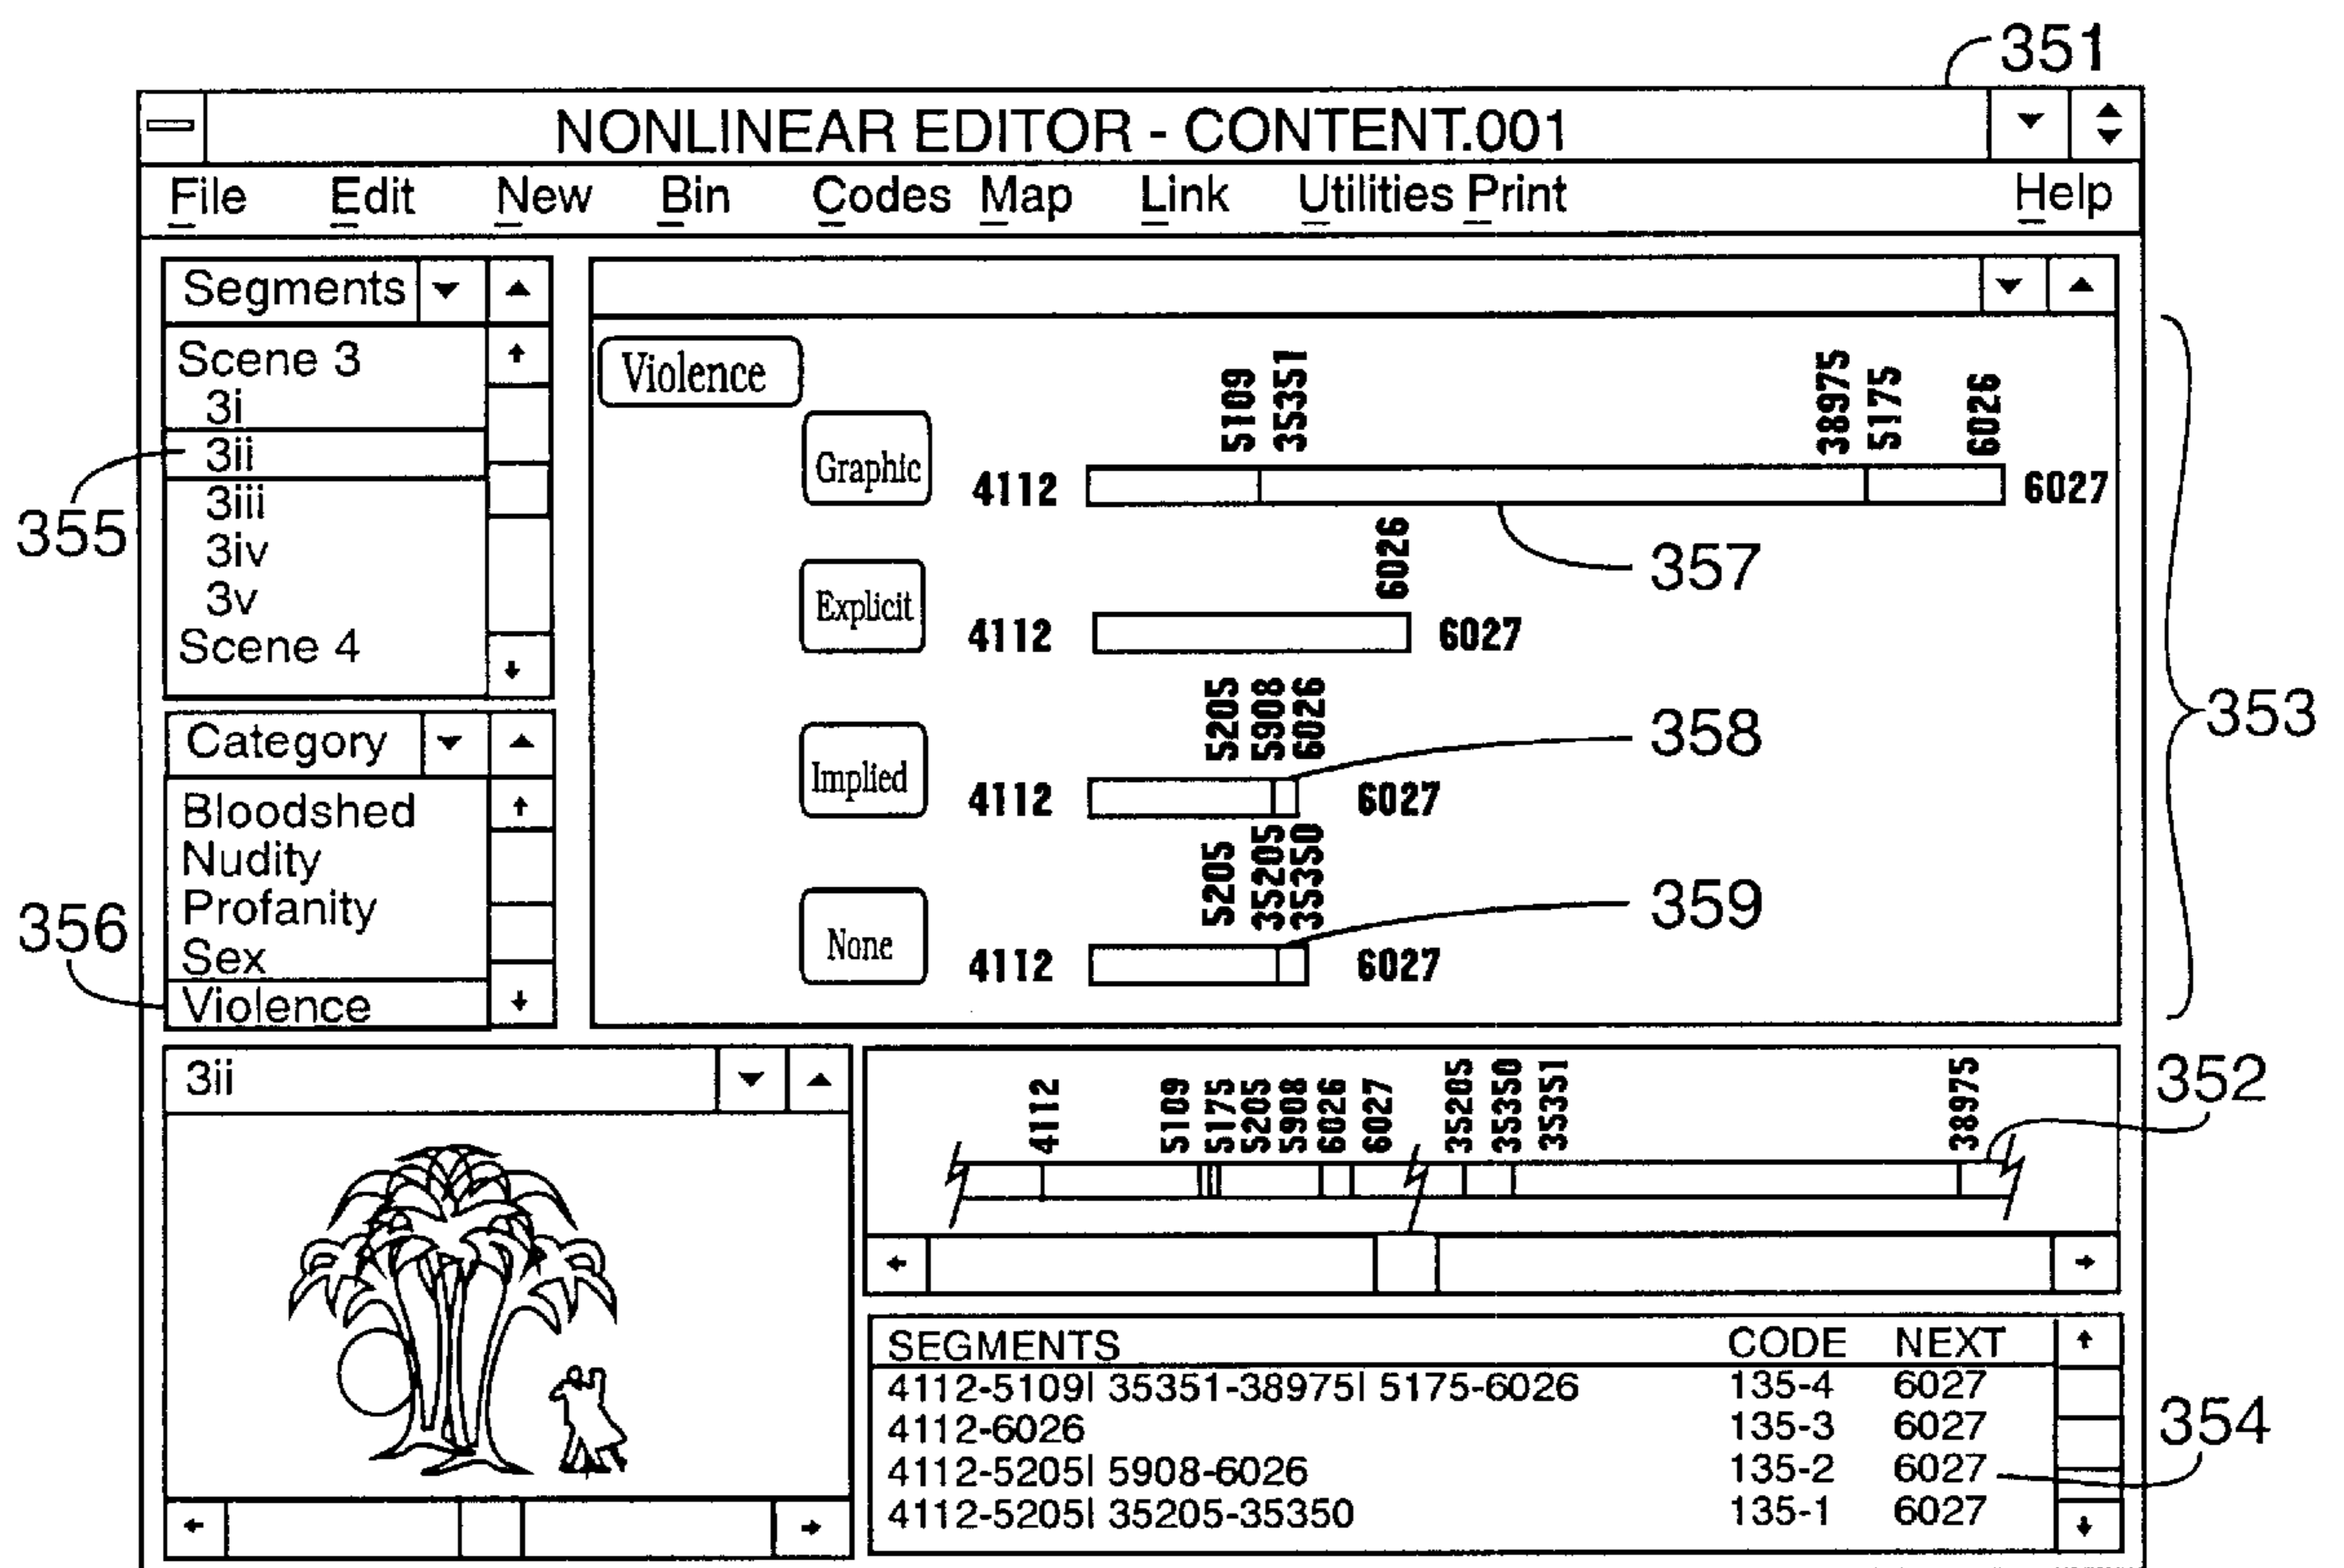 351
NONLINEAR EDITOR - CONTENT.001
File Edit New Bin Codes Map Link Utilities Print Help
Segments
Scene 3
3i
3ii
3iii
3iv
3v
Scene 4
355
Category
Bloodshed
Nudity
Profanity
Sex
Violence
356
Violence
5109 35351 38975 5175 6026
Graphic 4112 6027
357
6026
Explicit 4112 6027
5205 5908 6026
358
Implied 4112 6027
5205 35205 35350
359
None 4112 6027
353
3ii
4112 5109 5175 5205 5908 6026 6027 35205 35350 35351 38975
352
SEGMENTS CODE NEXT
4112-5109| 35351-38975| 5175-6026 135-4 6027
4112-6026 135-3 6027
4112-5205| 5908-6026 135-2 6027
4112-5205| 35205-35350 135-1 6027
354